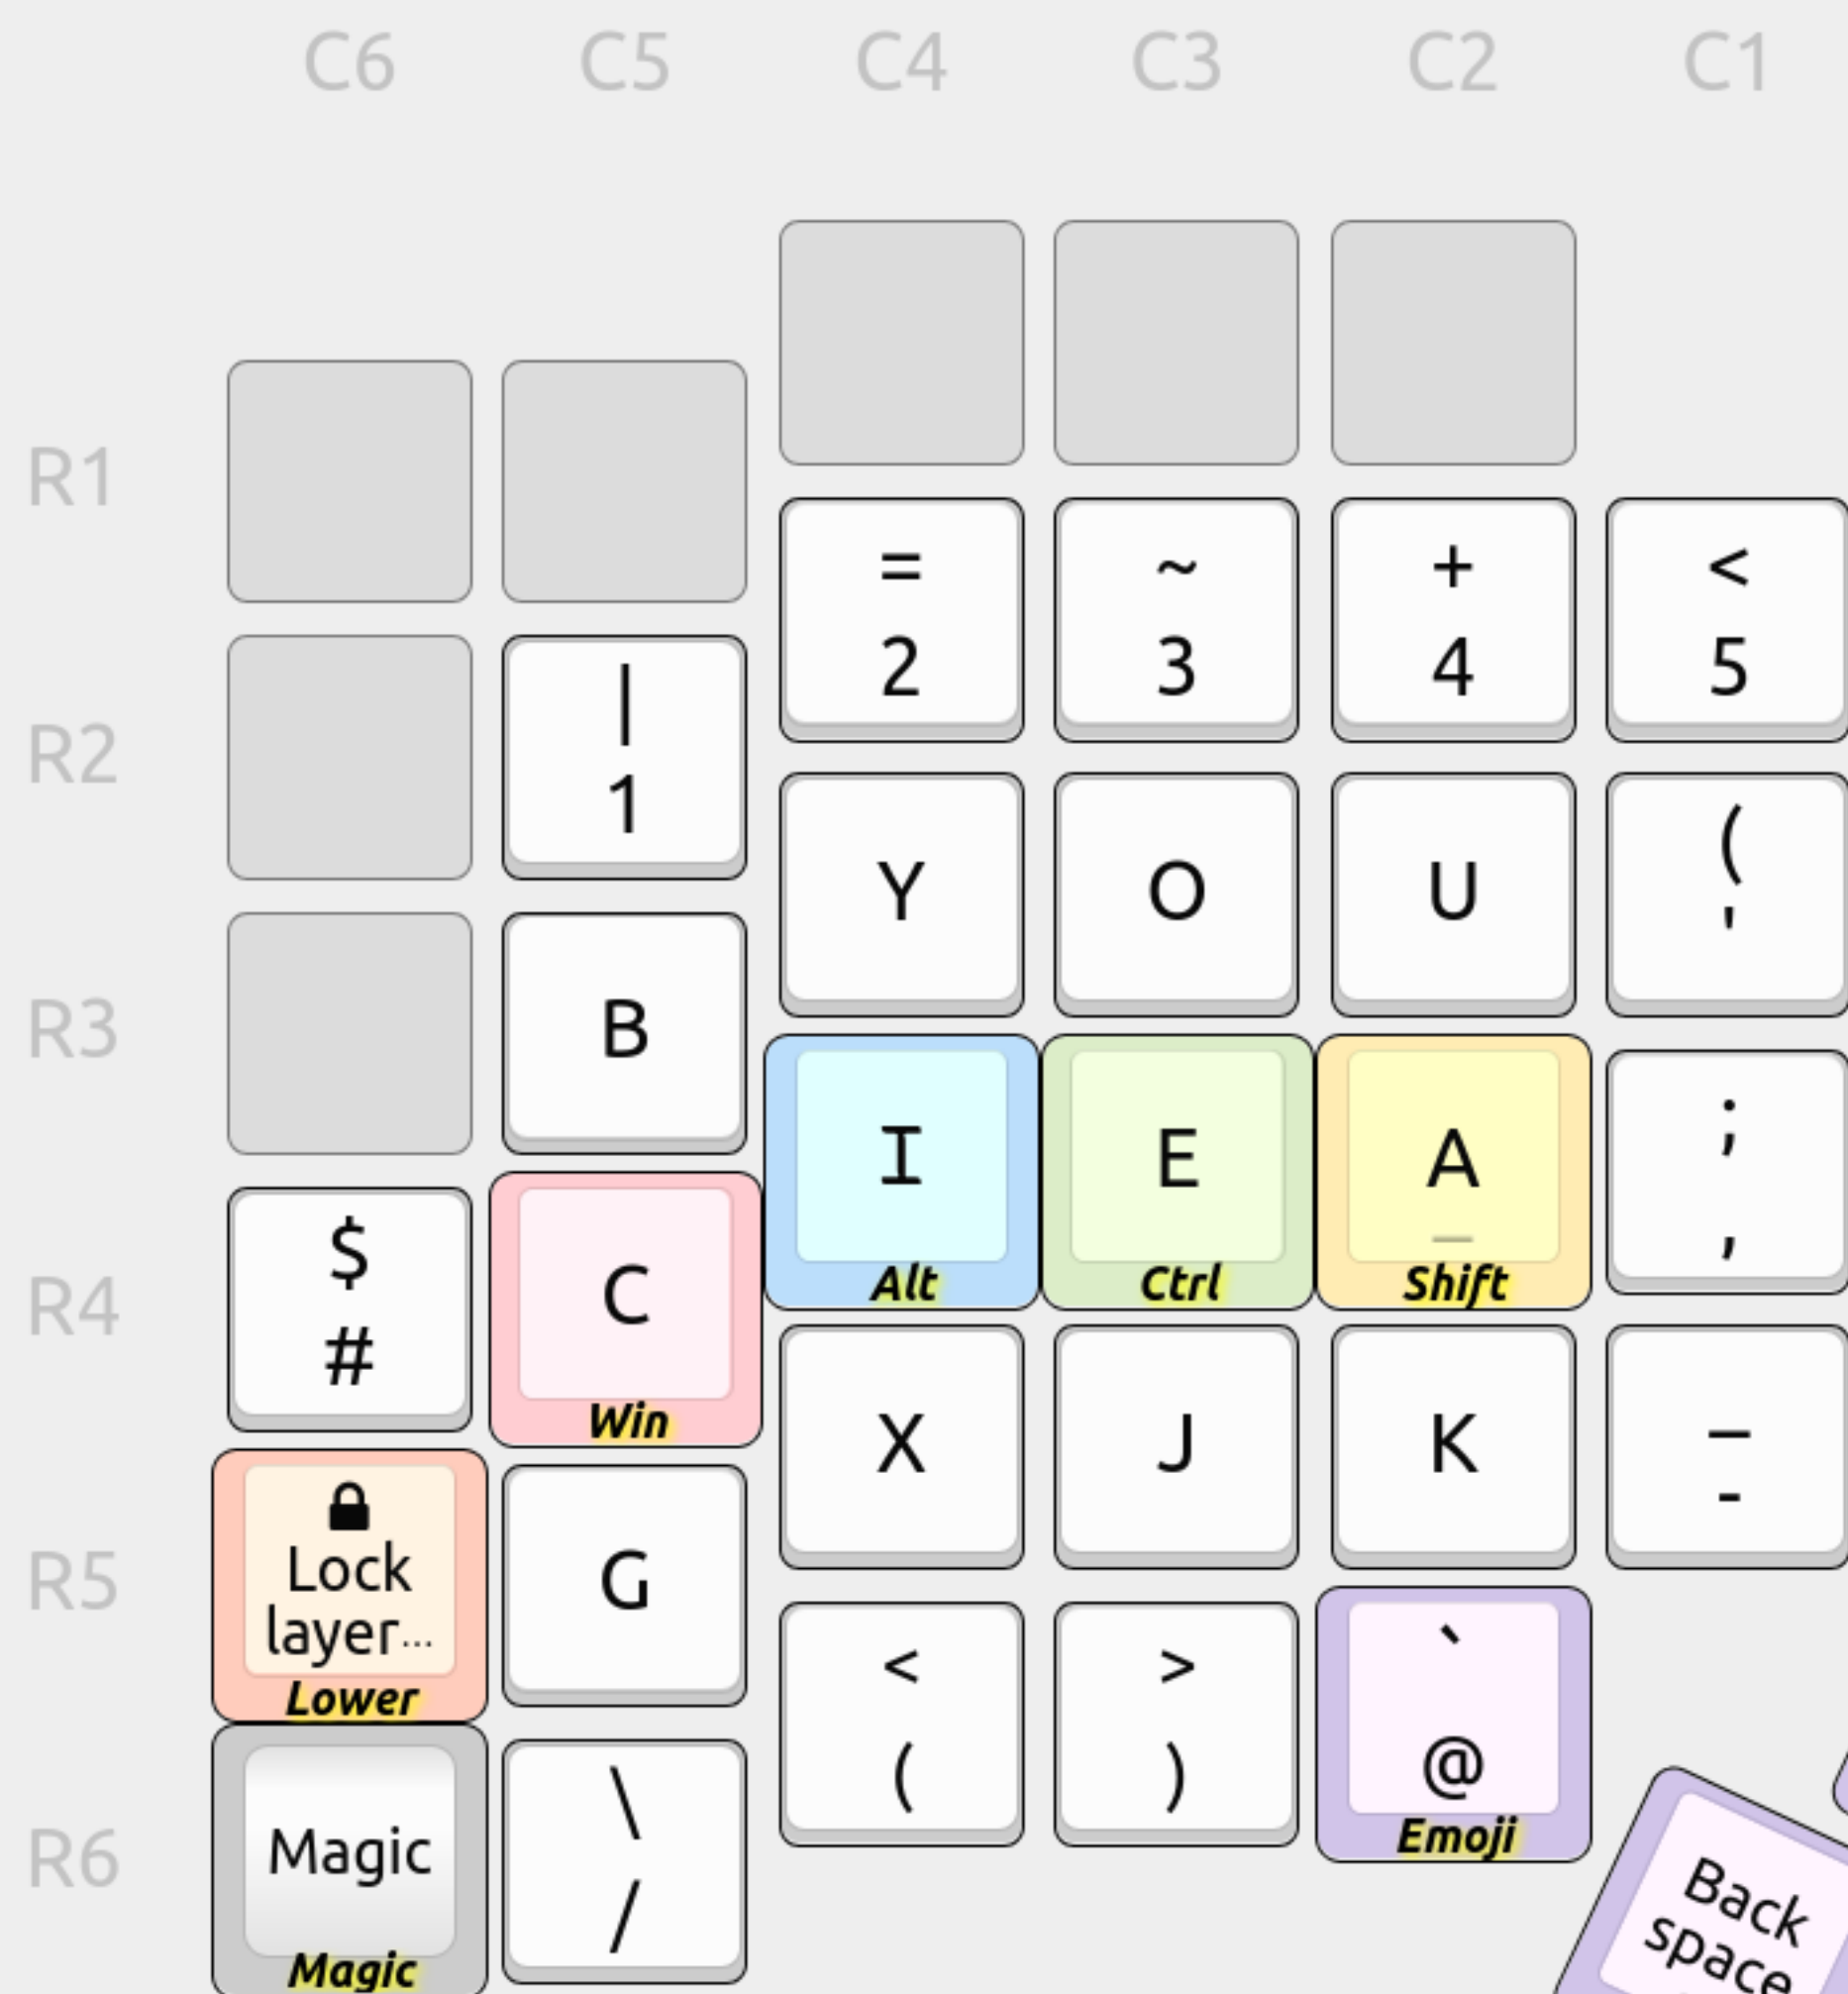 C6 C5 C4 C3 C2 C1
R1
= ~ + <
2 3 4 5
R2
|
1
Y O U (
'
R3
B
I E A ;
_ ,
Alt Ctrl Shift
R4
$
#
C
Win
X J K _
-
R5
Lock
layer...
Lower
G
< > `
( ) @
Emoji
R6
Magic
Magic
\
/
Back
space